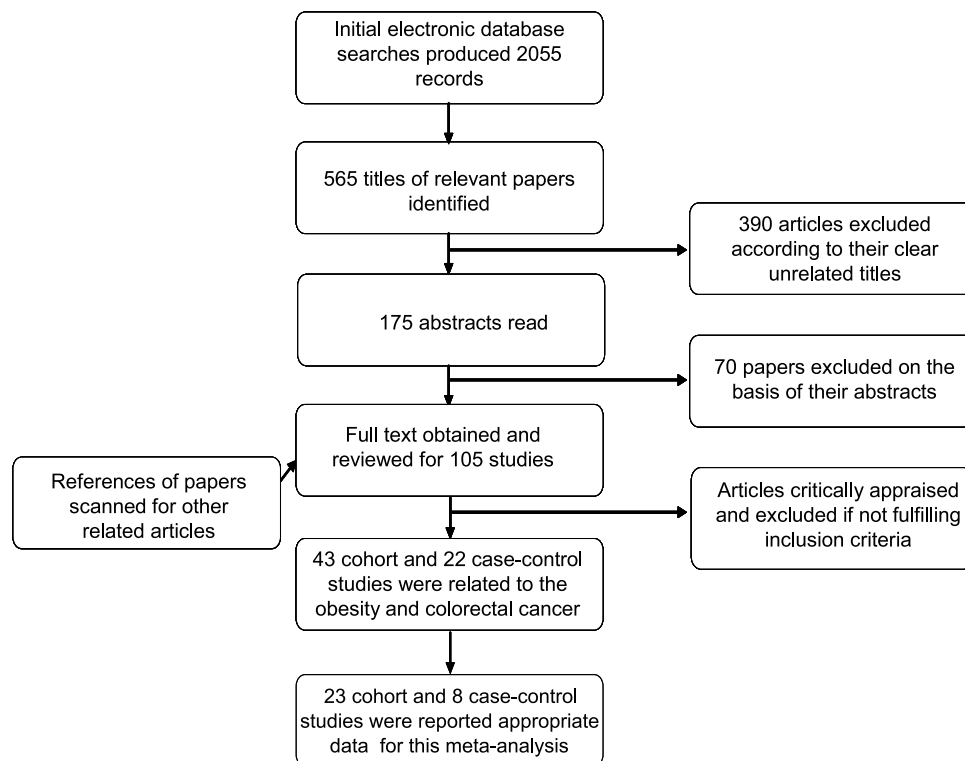 Initial electronic database
searches produced 2055
records
565 titles of relevant papers
identified
390 articles excluded
according to their clear
unrelated titles
175 abstracts read
70 papers excluded on the
basis of their abstracts
Full text obtained and
reviewed for 105 studies
References of papers
scanned for other
related articles
Articles critically appraised
and excluded if not fulfilling
inclusion criteria
43 cohort and 22 case-control
studies were related to the
obesity and colorectal cancer
23 cohort and 8 case-control
studies were reported appropriate
data for this meta-analysis